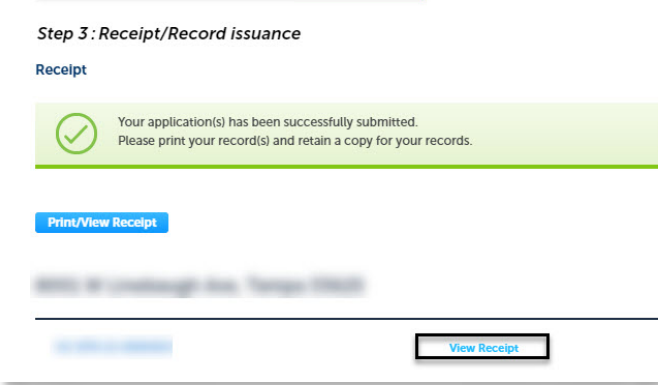 Step 3 : Receipt/Record issuance
Receipt
Your application(s) has been successfully submitted.
Please print your record(s) and retain a copy for your records.
Print/View Receipt
View Receipt